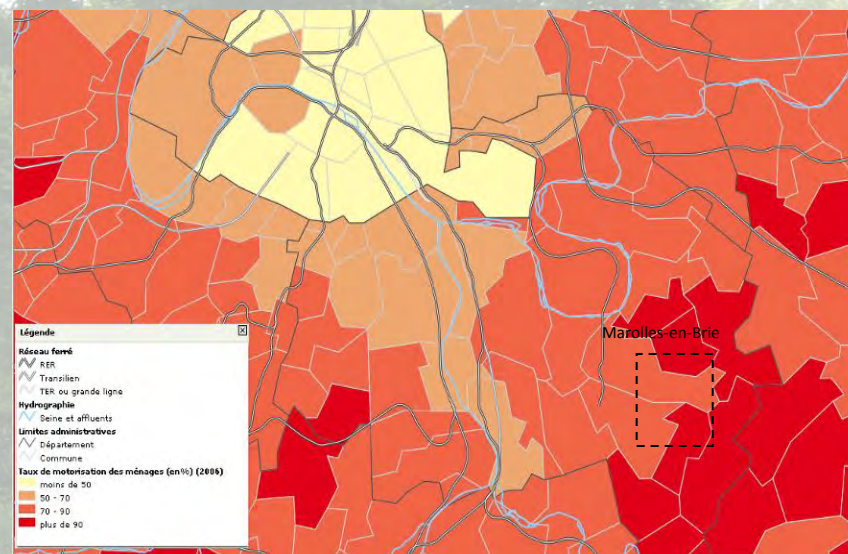 Marolles-en-Brie
Légende
Réseau ferré
RER
Transilien
TER ou grande ligne
Hydrographie
Seine et affluents
Limites administratives
Département
Commune
Taux de motorisation des ménages (en%) (2006)
moins de 50
50 - 70
70 - 90
plus de 90